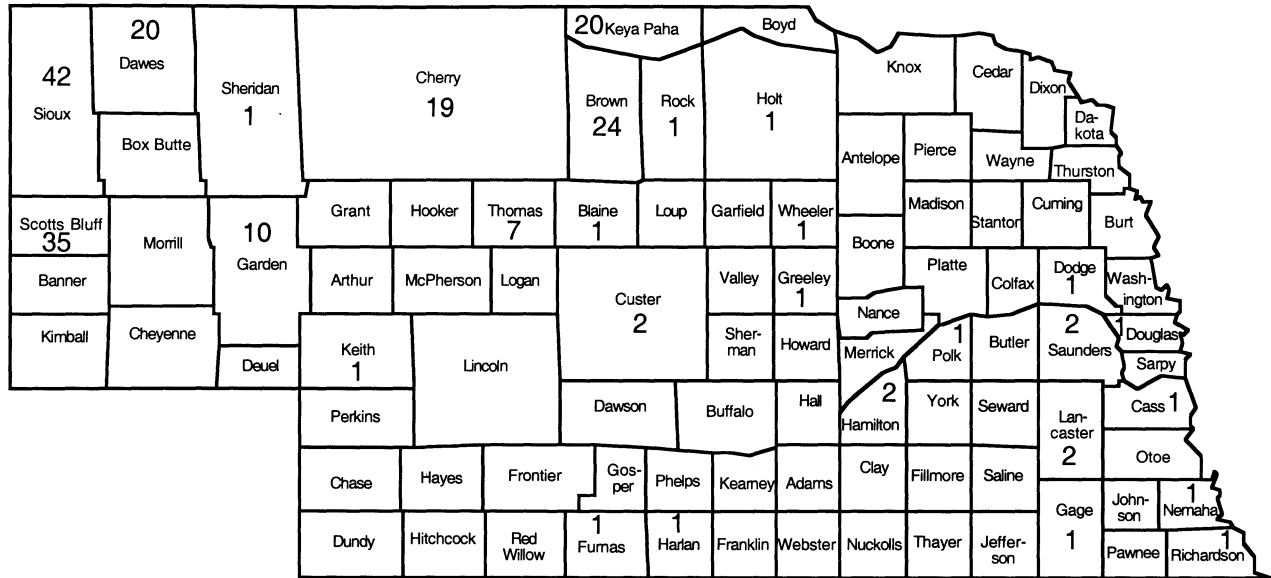 20
Dawes
42
Sioux
Sheridan
1
Cherry
19
20 Keya Paha
Boyd
Box Butte
Brown
24
Rock
1
Holt
1
Knox
Cedar
Dixon
Da-
kota
Antelope
Pierce
Wayne
Thurston
Scotts Bluff
35
Morrill
10
Garden
Grant
Hooker
Thomas
7
Blaine
1
Loup
Garfield
Wheeler
1
Boone
Madison
Stanton
Cuming
Burt
Banner
Arthur
McPherson
Logan
Custer
2
Valley
Greeley
1
Platte
Colfax
Dodge
1
Wash-
ington
Kimball
Cheyenne
Deuel
Keith
1
Lincoln
Sher-
man
Howard
Nance
Merrick
1
Polk
Butler
2
Saunders
1
Douglas
Sarpy
Perkins
Dawson
Buffalo
Hall
2
Hamilton
York
Seward
Lan-
caster
2
Cass 1
Otoe
Chase
Hayes
Frontier
Gos-
per
Phelps
Kearney
Adams
Clay
Fillmore
Saline
Gage
1
John-
son
1
Nemaha
Dundy
Hitchcock
Red
Willow
1
Furnas
1
Harlan
Franklin
Webster
Nuckolls
Thayer
Jeffer-
son
Pawnee
1
Richardson